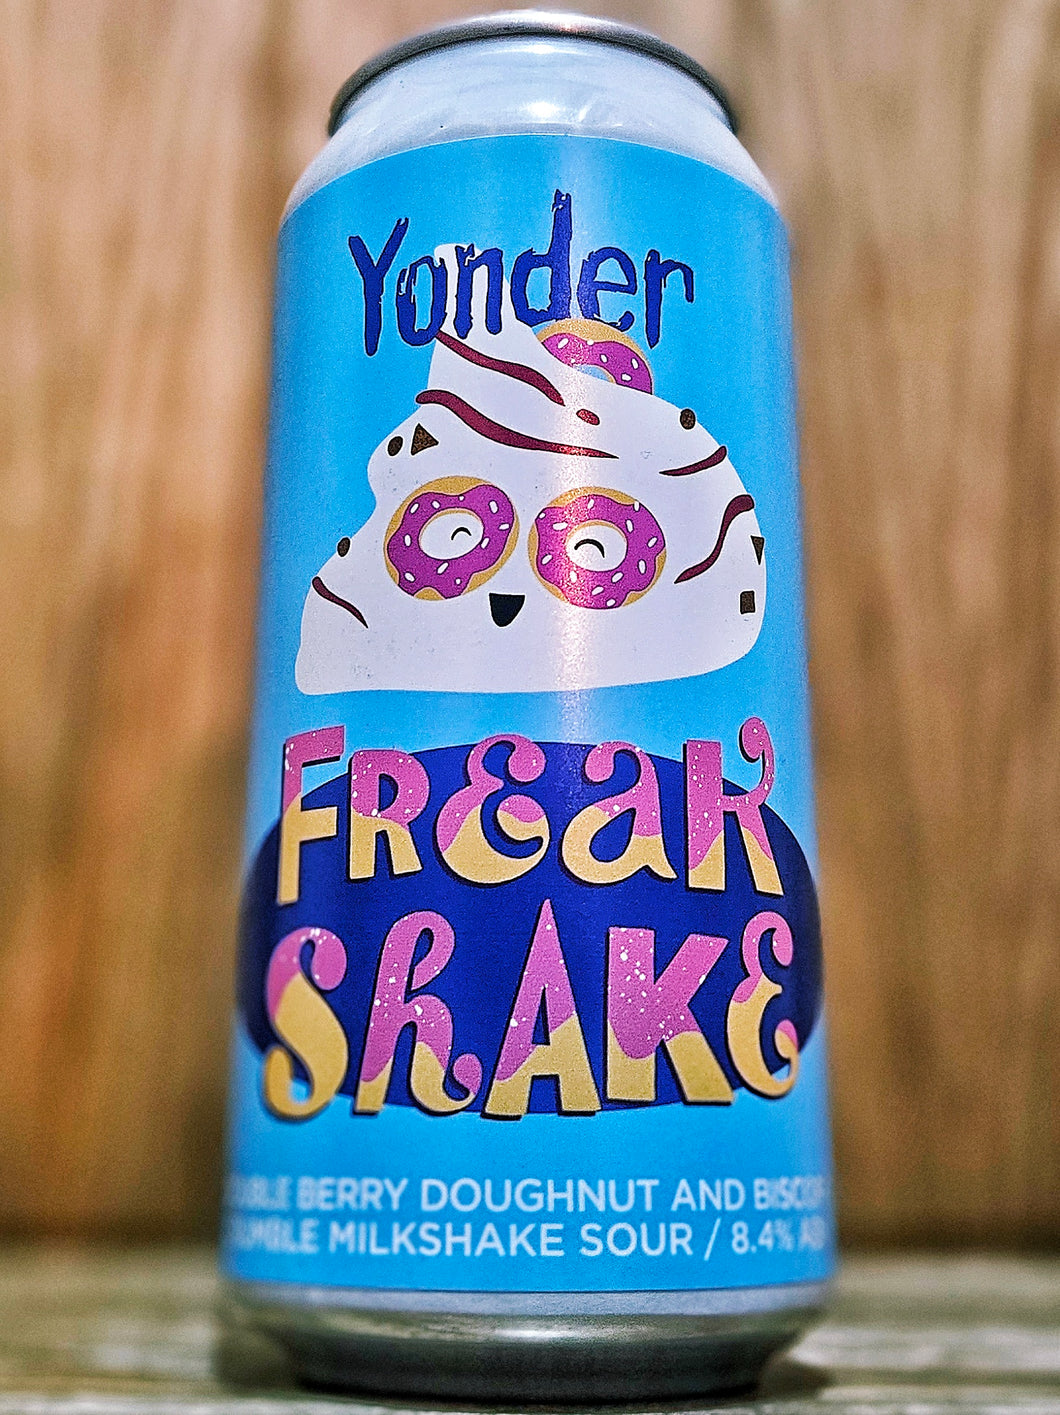 Yonder
FREAK
SHAKE
BERRY DOUGHNUT AND
MILKSHAKE SOUR / 8.4%